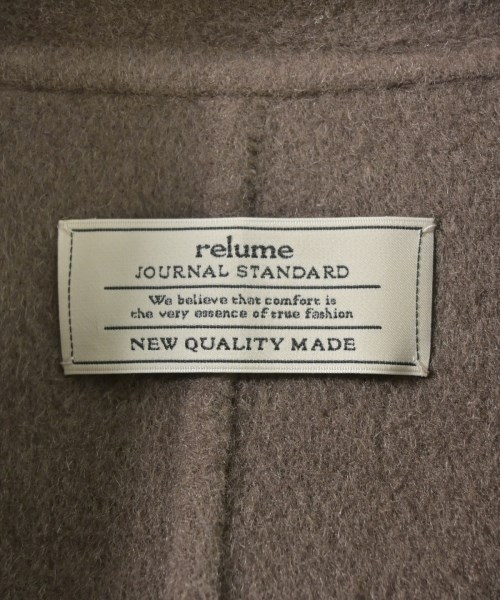 relume
JOURNAL STANDARD
We believe that comfort is
the very essence of true fashion
NEW QUALITY MADE